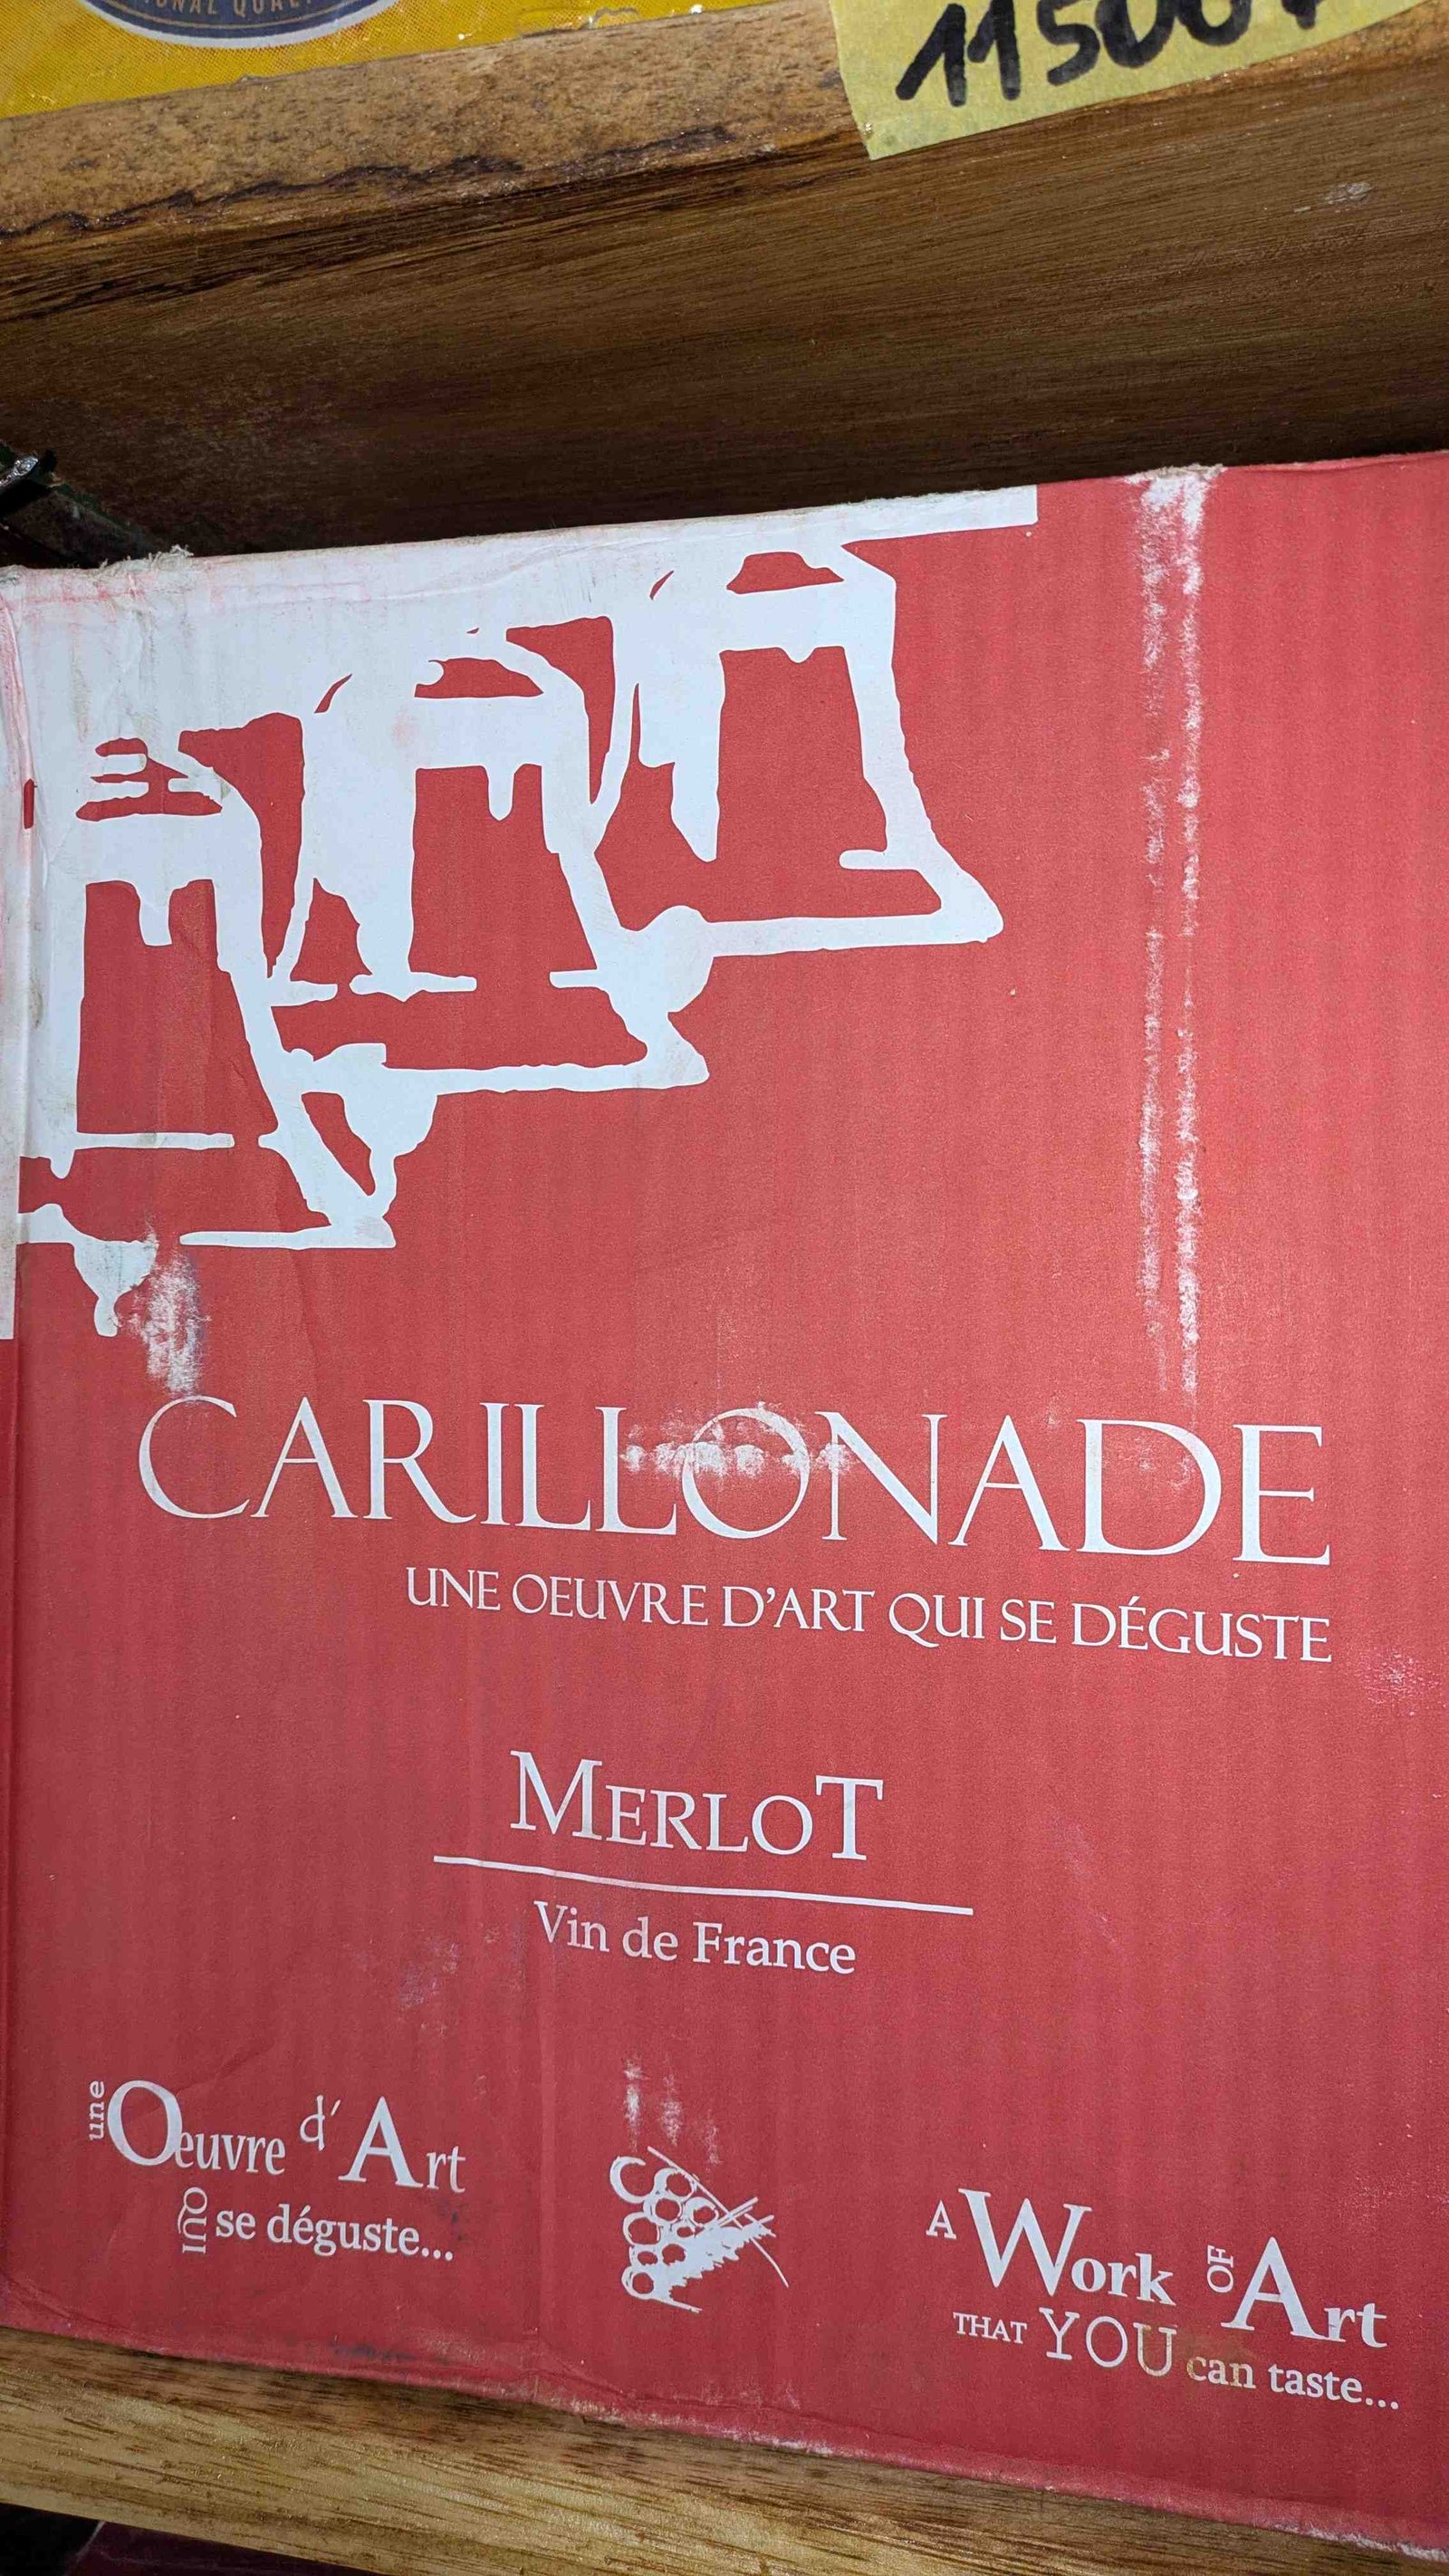 11500F
CARILLONADE
UNE OEUVRE D'ART QUI SE DÉGUSTE
MERLOT
Vin de France
une Oeuvre d'Art
QUI se déguste...
A Work OF Art
THAT YOU can taste...